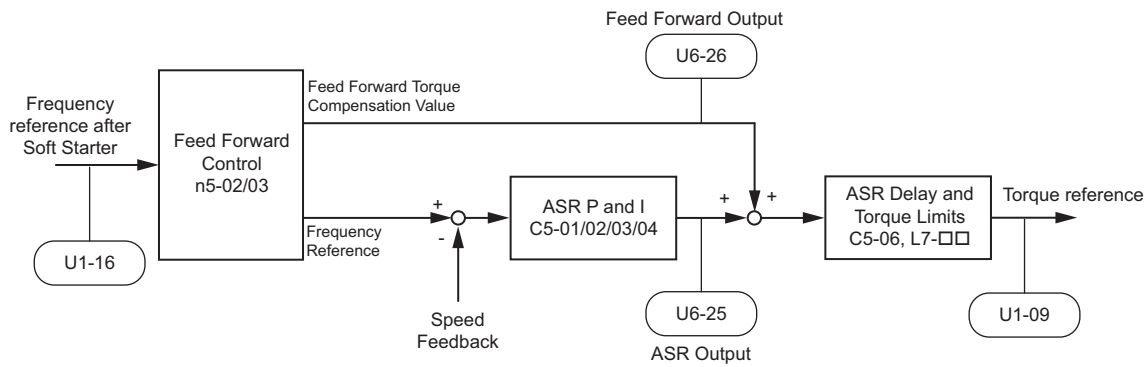 Feed Forward Output
U6-26
Feed Forward Torque
Compensation Value
Frequency
reference after
Soft Starter
Feed Forward
Control
n5-02/03
U1-16
Frequency
Reference
+
-
Speed
Feedback
ASR P and I
C5-01/02/03/04
+
+
U6-25
ASR Output
ASR Delay and
Torque Limits
C5-06, L7-□□
Torque reference
U1-09